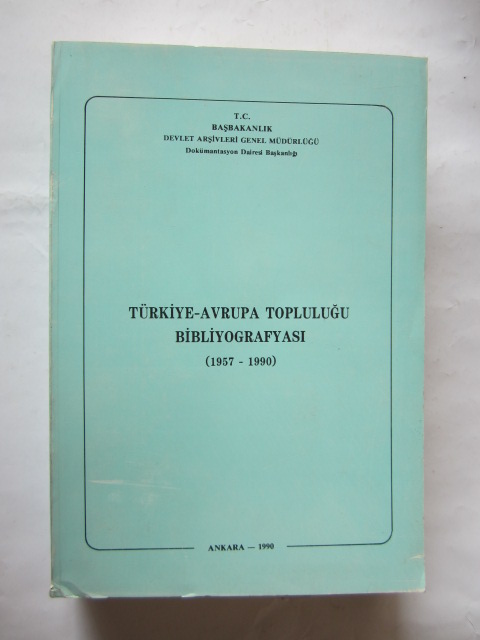 T.C.
BAŞBAKANLIK
DEVLET ARŞİVLERİ GENEL MÜDÜRLÜĞÜ
Dokümantasyon Dairesi Başkanlığı
TÜRKİYE-AVRUPA TOPLULUĞU
BİBLİYOGRAFYASI
(1957 - 1990)
ANKARA — 1990